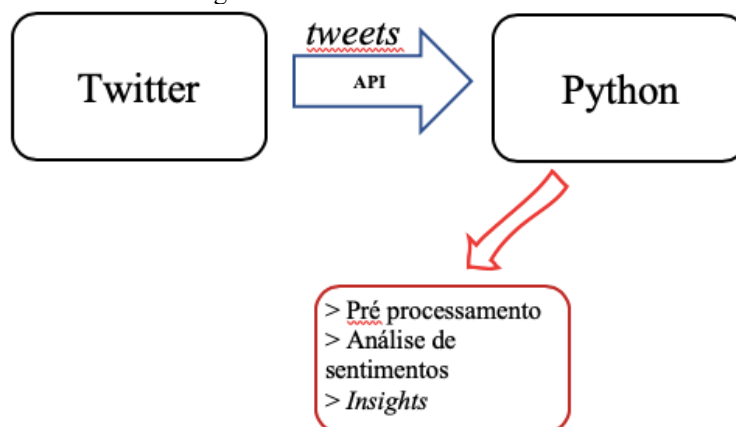 tweets
Twitter
API
Python
> Pré processamento
> Análise de
sentimentos
> Insights